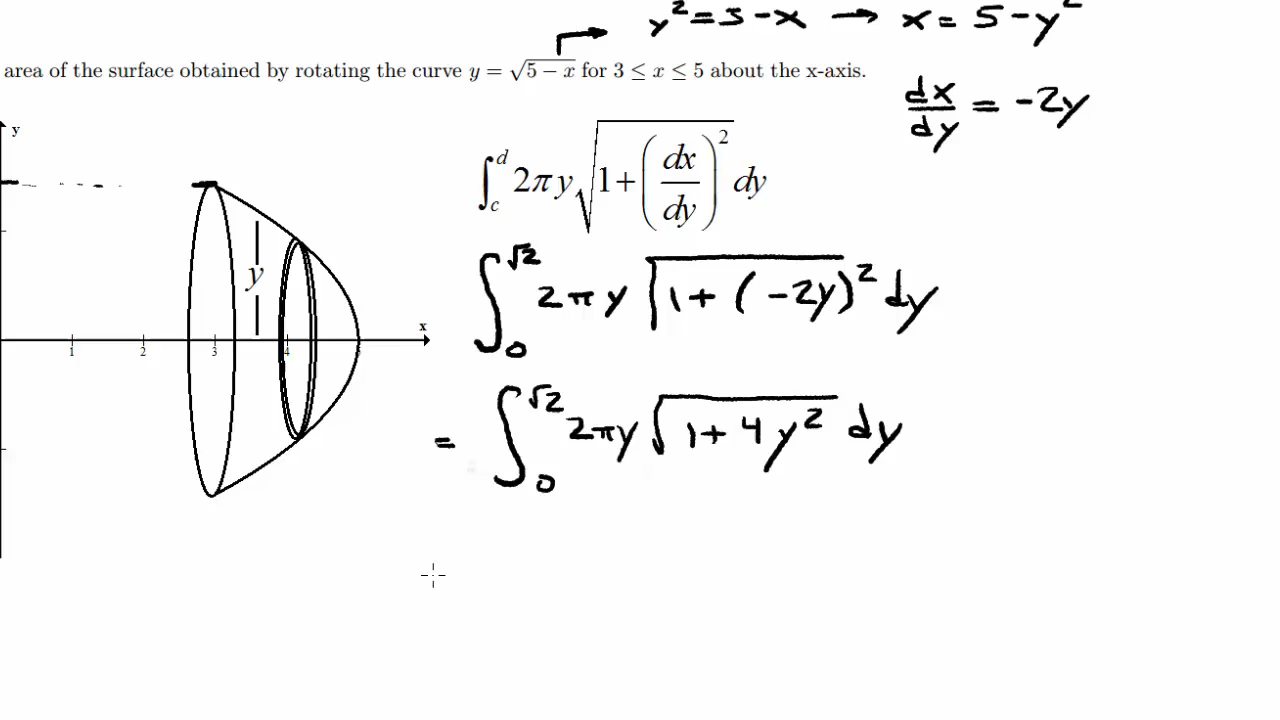 y² = 5 - x → x = 5 - y²
area of the surface obtained by rotating the curve y = √(5 − x) for 3 ≤ x ≤ 5 about the x-axis.
dx/dy = -2y
y
∫_c^d 2πy √(1+(dx/dy)²) dy
∫_0^√2 2πy √(1+(-2y)²) dy
y
x
1 2 3 4
= ∫_0^√2 2πy √(1+4y²) dy